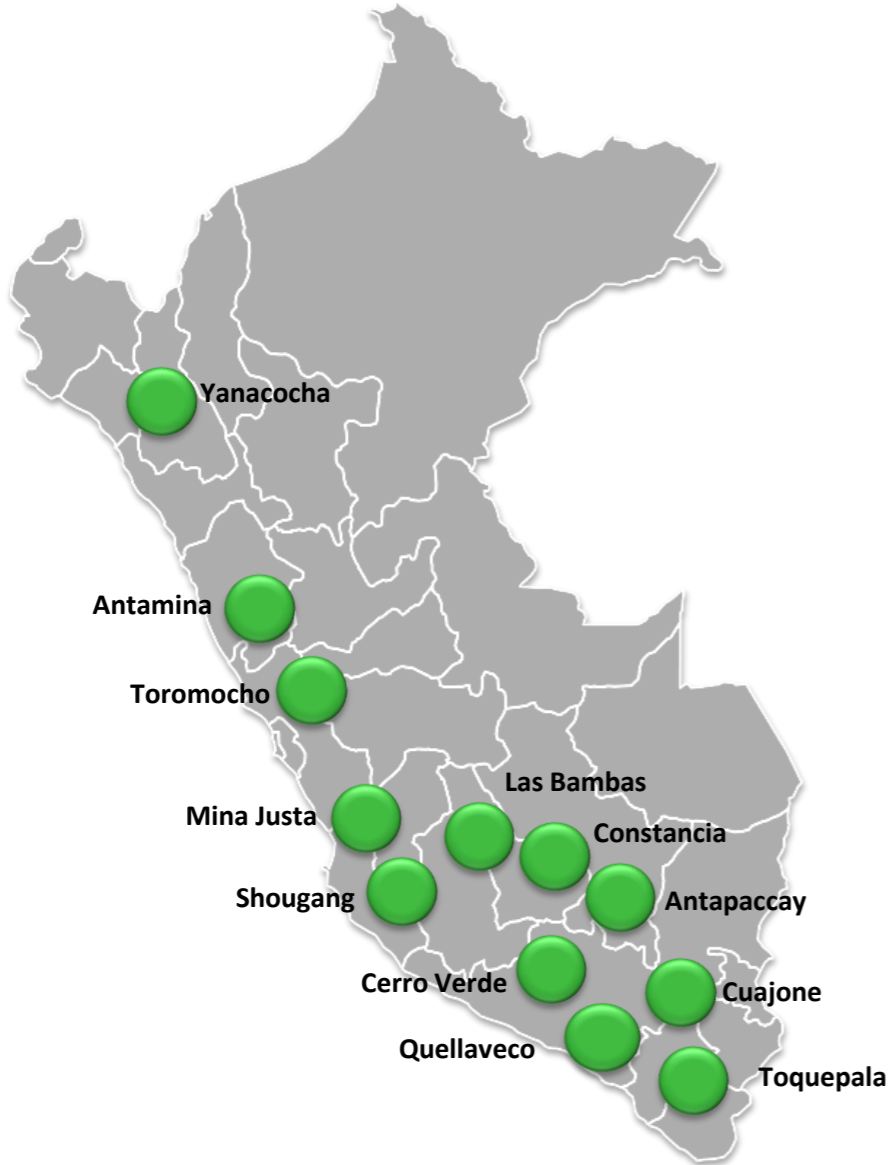 Yanacocha
Antamina
Toromocho
Las Bambas
Mina Justa
Constancia
Shougang
Antapaccay
Cerro Verde
Cuajone
Quellaveco
Toquepala